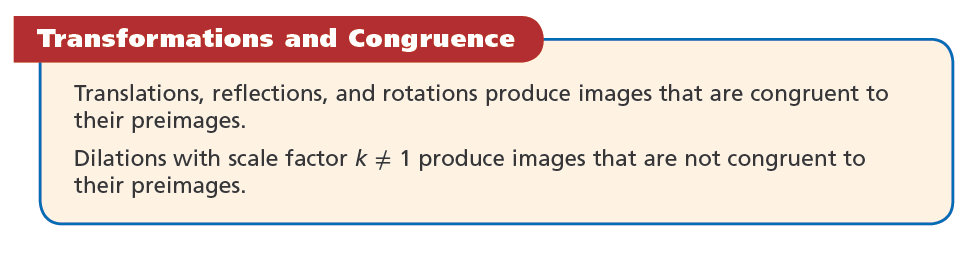 Transformations and Congruence
Translations, reflections, and rotations produce images that are congruent to
their preimages.
Dilations with scale factor k ≠ 1 produce images that are not congruent to
their preimages.